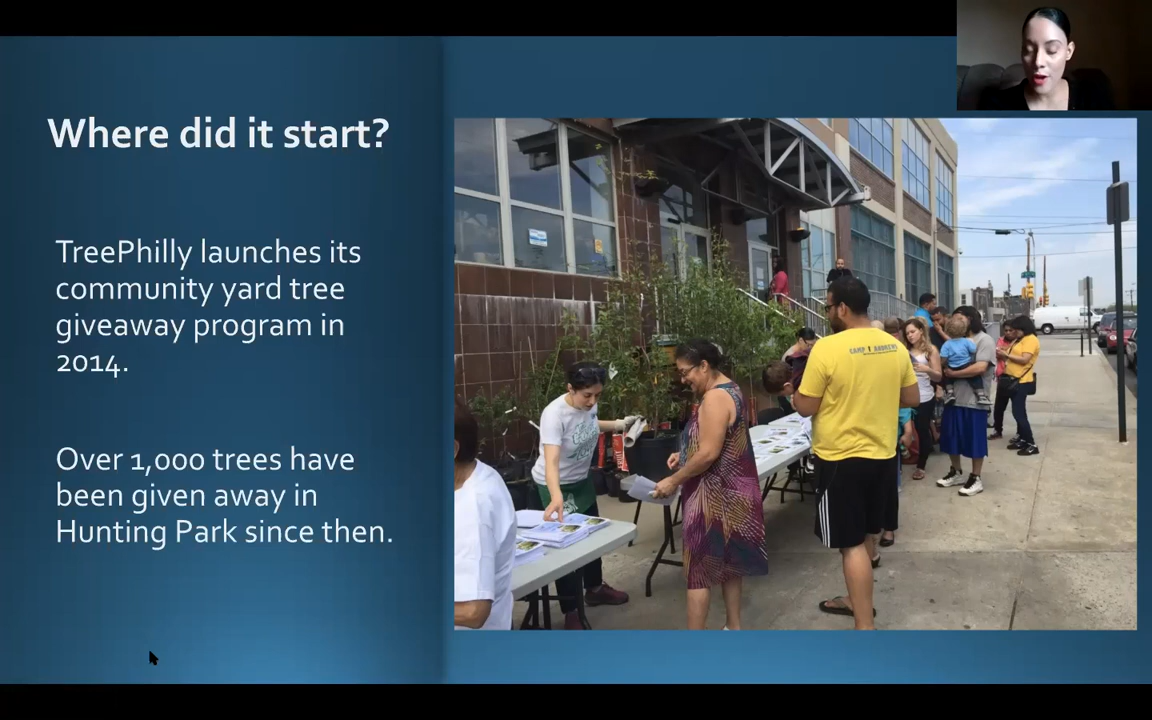 Where did it start?
TreePhilly launches its
community yard tree
giveaway program in
2014.
Over 1,000 trees have
been given away in
Hunting Park since then.